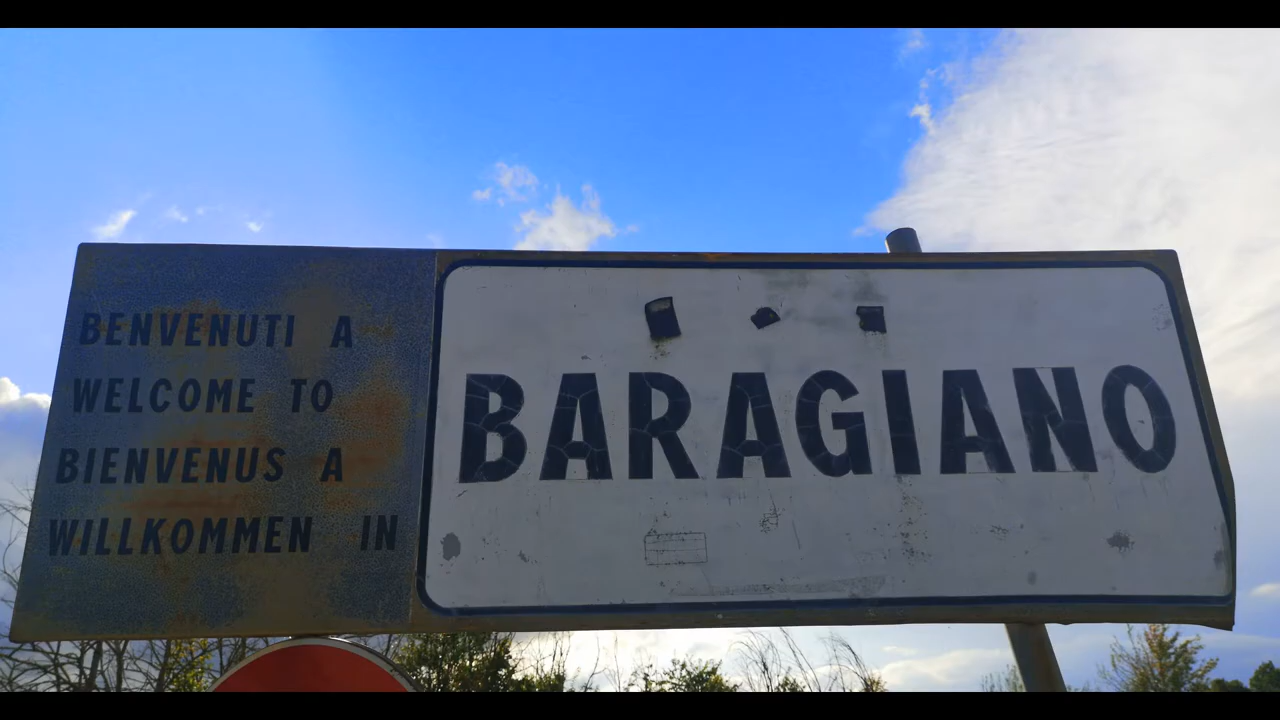 BENVENUTI A
WELCOME TO
BIENVENUS A
WILLKOMMEN IN
BARAGIANO